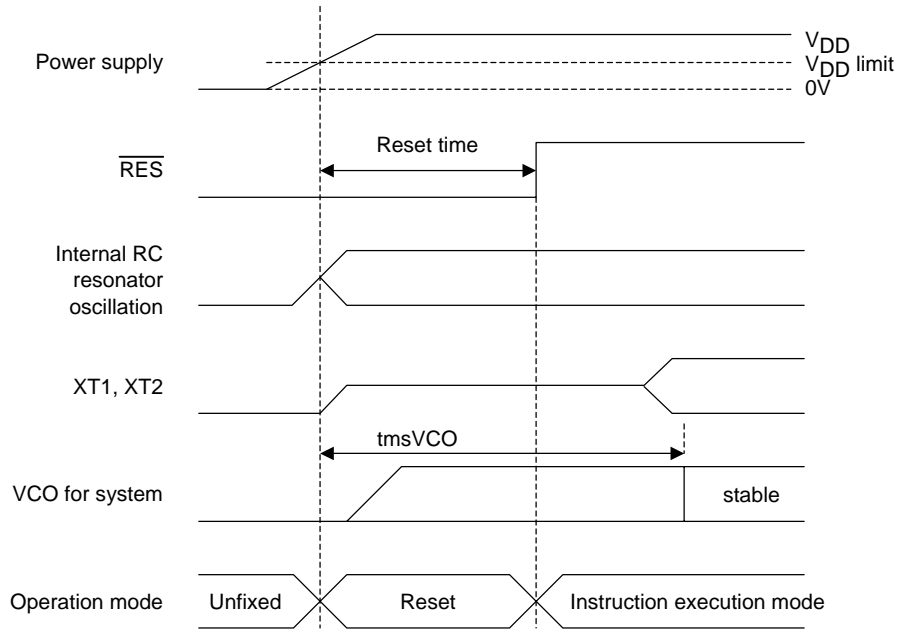 Power supply
VDD
VDD limit
0V
RES
Reset time
Internal RC
resonator
oscillation
XT1, XT2
tmsVCO
VCO for system
stable
Operation mode
Unfixed
Reset
Instruction execution mode